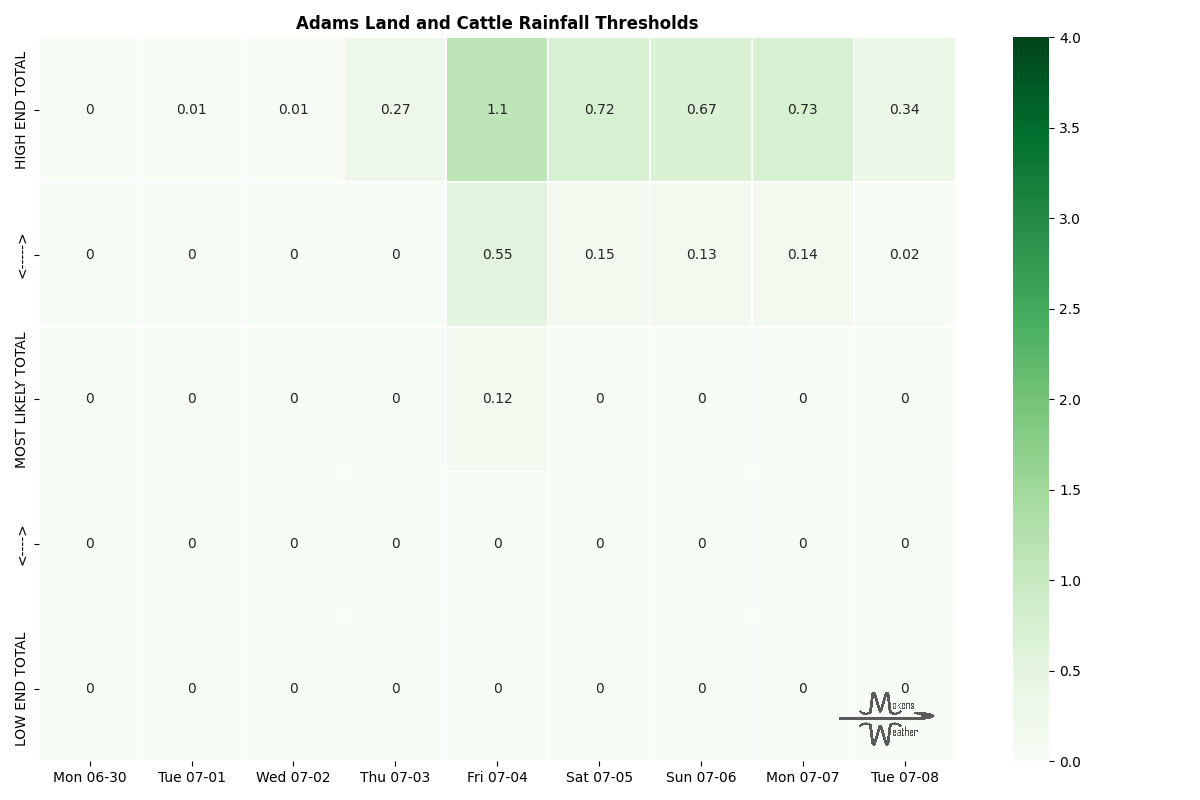 Adams Land and Cattle Rainfall Thresholds
HIGH END TOTAL
0 0.01 0.01 0.27 1.1 0.72 0.67 0.73 0.34
<----->
0 0 0 0 0.55 0.15 0.13 0.14 0.02
MOST LIKELY TOTAL
0 0 0 0 0.12 0 0 0 0
<---->
0 0 0 0 0 0 0 0 0
LOW END TOTAL
0 0 0 0 0 0 0 0 0
Makens
Weather
Mon 06-30 Tue 07-01 Wed 07-02 Thu 07-03 Fri 07-04 Sat 07-05 Sun 07-06 Mon 07-07 Tue 07-08
4.0
3.5
3.0
2.5
2.0
1.5
1.0
0.5
0.0